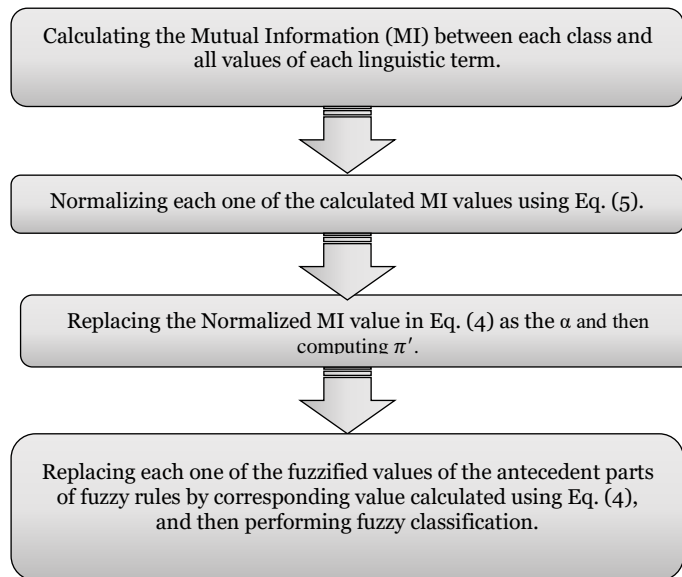 Calculating the Mutual Information (MI) between each class and
all values of each linguistic term.
Normalizing each one of the calculated MI values using Eq. (5).
Replacing the Normalized MI value in Eq. (4) as the α and then
computing π′.
Replacing each one of the fuzzified values of the antecedent parts
of fuzzy rules by corresponding value calculated using Eq. (4),
and then performing fuzzy classification.